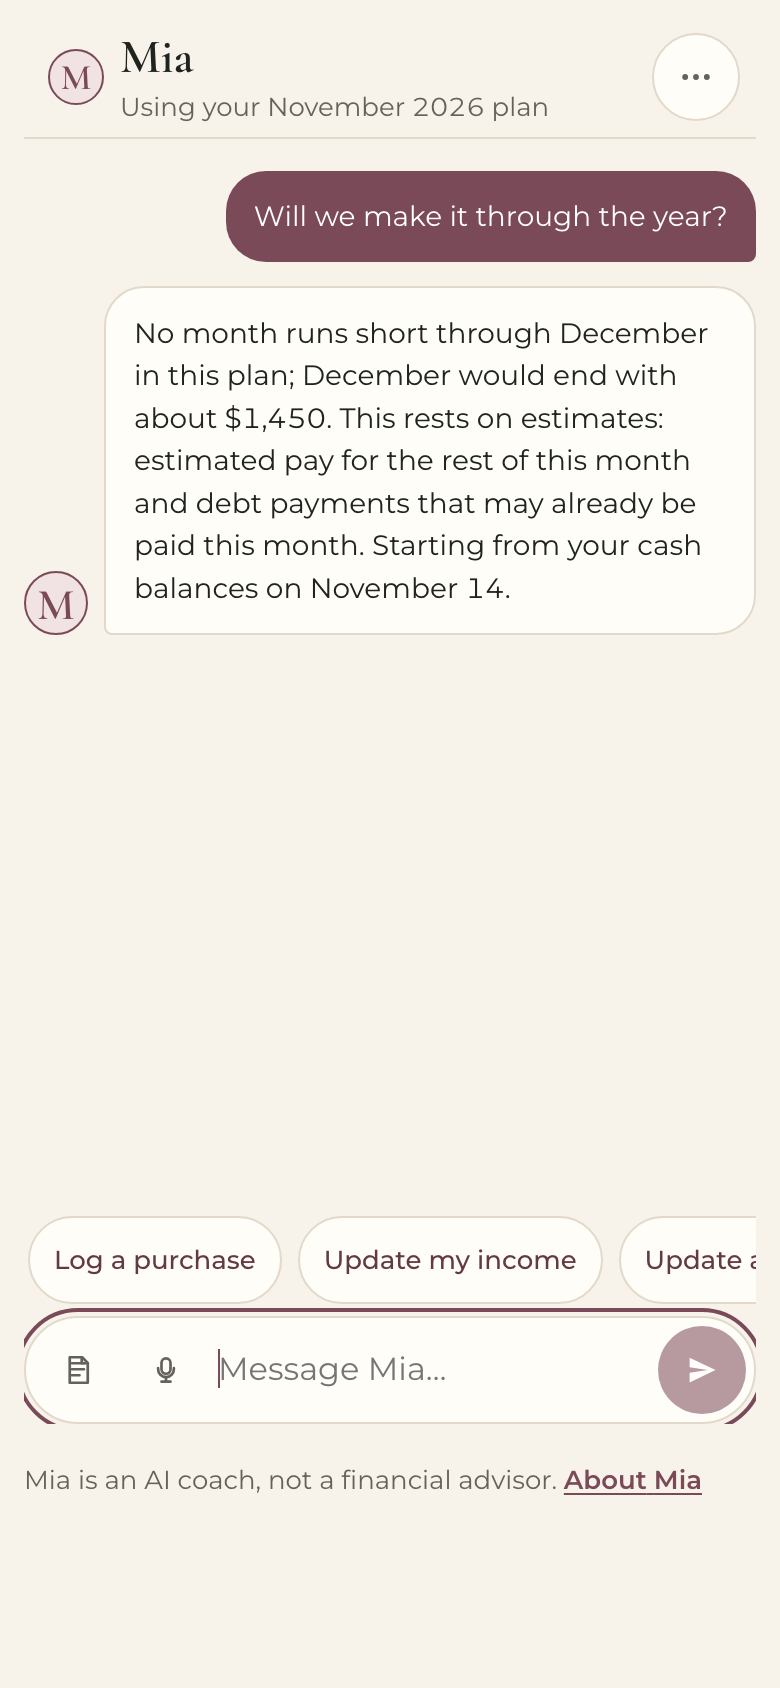 M
Mia
Using your November 2026 plan
Will we make it through the year?
No month runs short through December
in this plan; December would end with
about $1,450. This rests on estimates:
estimated pay for the rest of this month
and debt payments that may already be
paid this month. Starting from your cash
balances on November 14.
M
Log a purchase
Update my income
Update
Message Mia...
Mia is an AI coach, not a financial advisor. About Mia